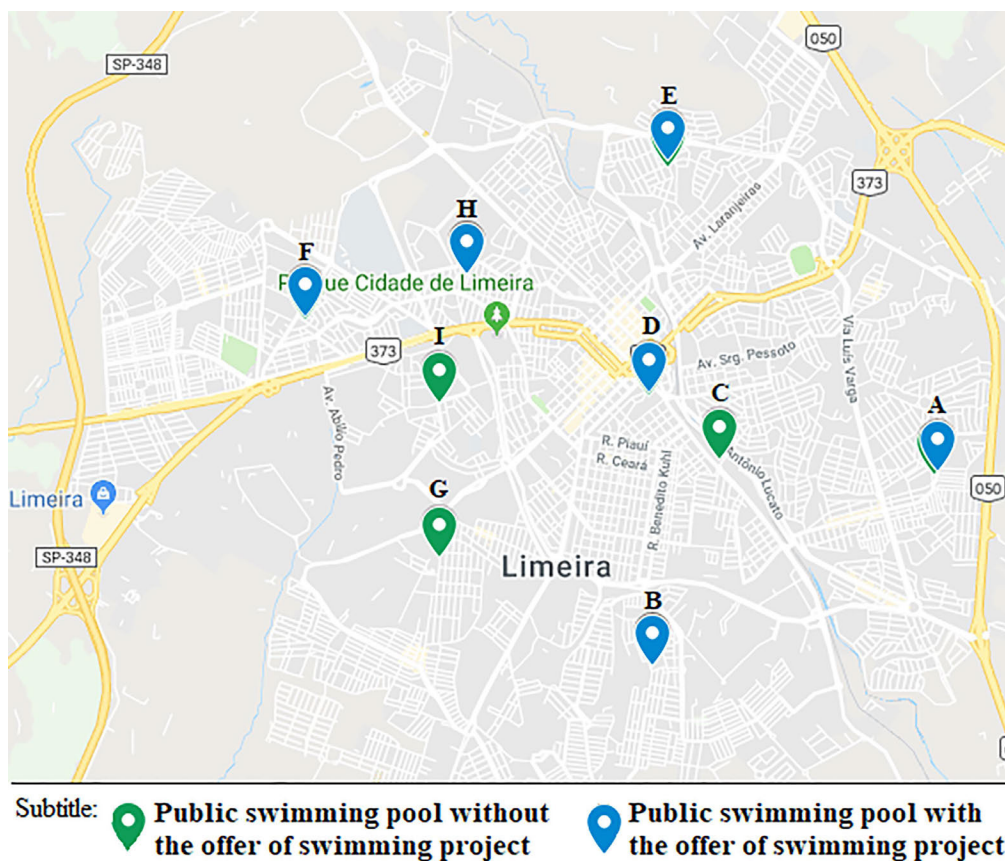 050
SP-348
E
373
Av. Laranjeiras
H
F
Parque Cidade de Limeira
D
I
373
Av. Srg. Pessoto
Via Luis Varga
C
A
Av. Abílio Pedro
R. Piauí
R. Ceará
R. Benedito Kuhl
Antônio Lucato
G
050
Limeira
SP-348
Limeira
B
Subtitle:
Public swimming pool without
the offer of swimming project
Public swimming pool with
the offer of swimming project